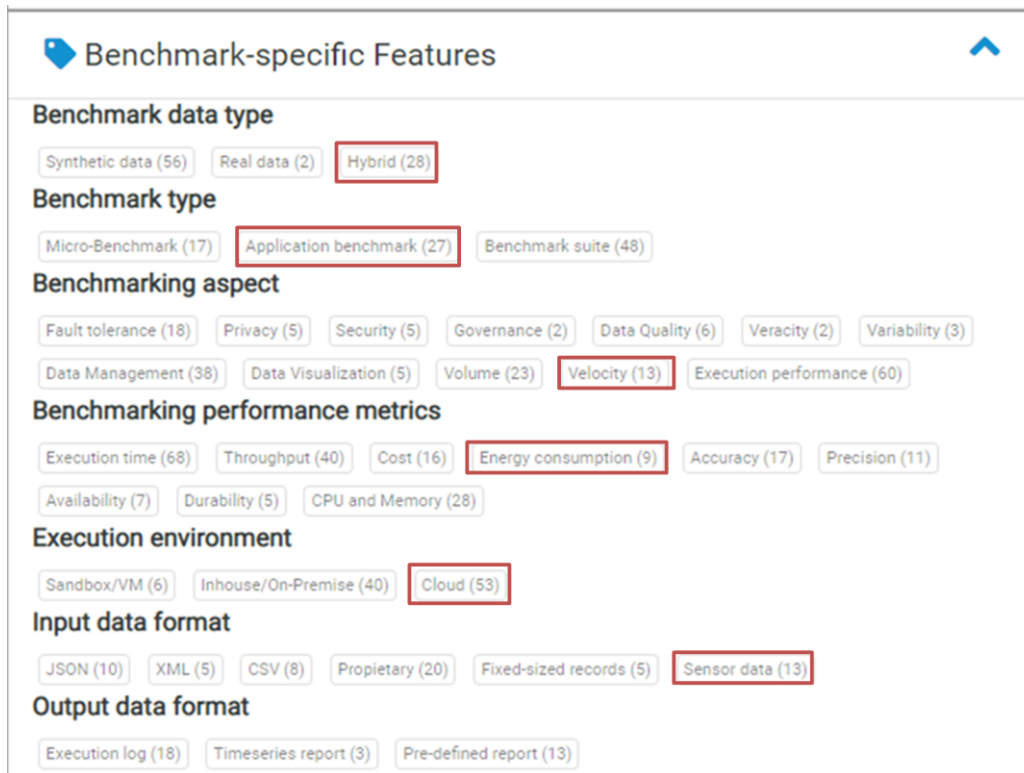 Benchmark-specific Features
Benchmark data type
Synthetic data (56) Real data (2) Hybrid (28)
Benchmark type
Micro-Benchmark (17) Application benchmark (27) Benchmark suite (48)
Benchmarking aspect
Fault tolerance (18) Privacy (5) Security (5) Governance (2) Data Quality (6) Veracity (2) Variability (3)
Data Management (38) Data Visualization (5) Volume (23) Velocity (13) Execution performance (60)
Benchmarking performance metrics
Execution time (68) Throughput (40) Cost (16) Energy consumption (9) Accuracy (17) Precision (11)
Availability (7) Durability (5) CPU and Memory (28)
Execution environment
Sandbox/VM (6) Inhouse/On-Premise (40) Cloud (53)
Input data format
JSON (10) XML (5) CSV (8) Propietary (20) Fixed-sized records (5) Sensor data (13)
Output data format
Execution log (18) Timeseries report (3) Pre-defined report (13)